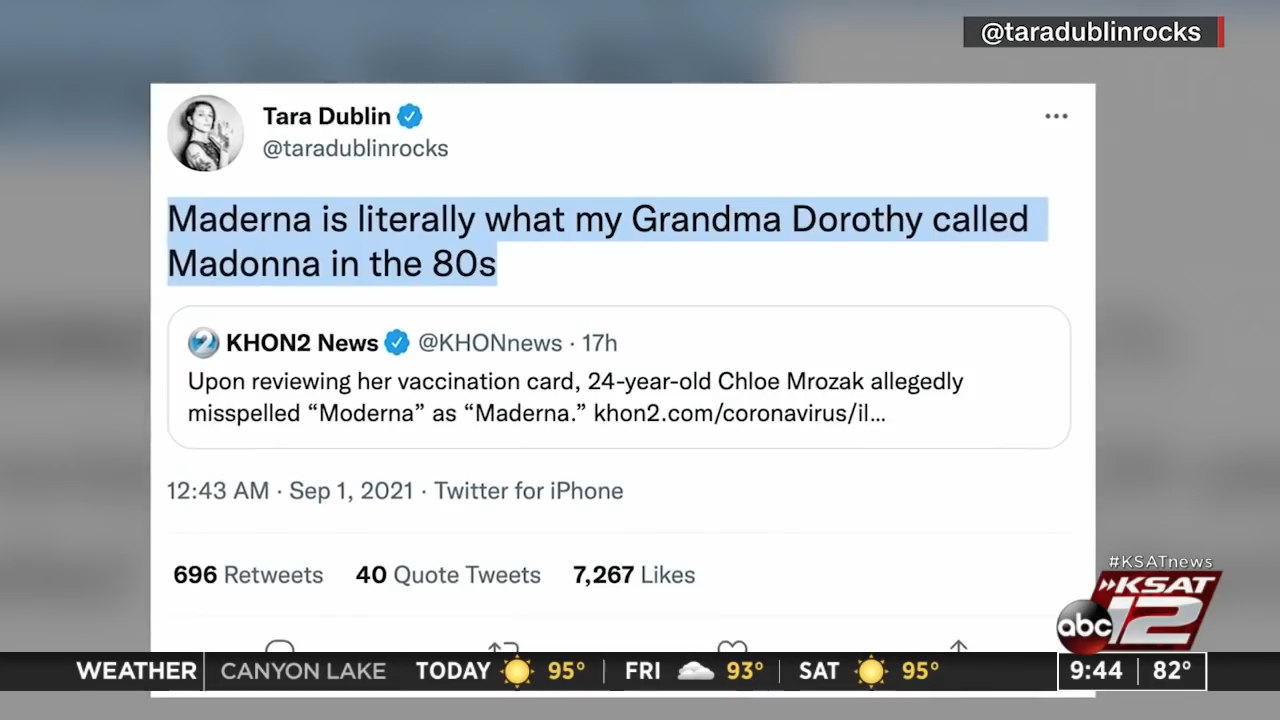 @taradublinrocks
Tara Dublin
@taradublinrocks
Maderna is literally what my Grandma Dorothy called
Madonna in the 80s
2 KHON2 News @KHONnews · 17h
Upon reviewing her vaccination card, 24-year-old Chloe Mrozak allegedly
misspelled “Moderna” as “Maderna.” khon2.com/coronavirus/il...
12:43 AM · Sep 1, 2021 · Twitter for iPhone
696 Retweets 40 Quote Tweets 7,267 Likes
#KSATnews
KSAT
abc 12
WEATHER CANYON LAKE TODAY 95° FRI 93° SAT 95° 9:44 82°